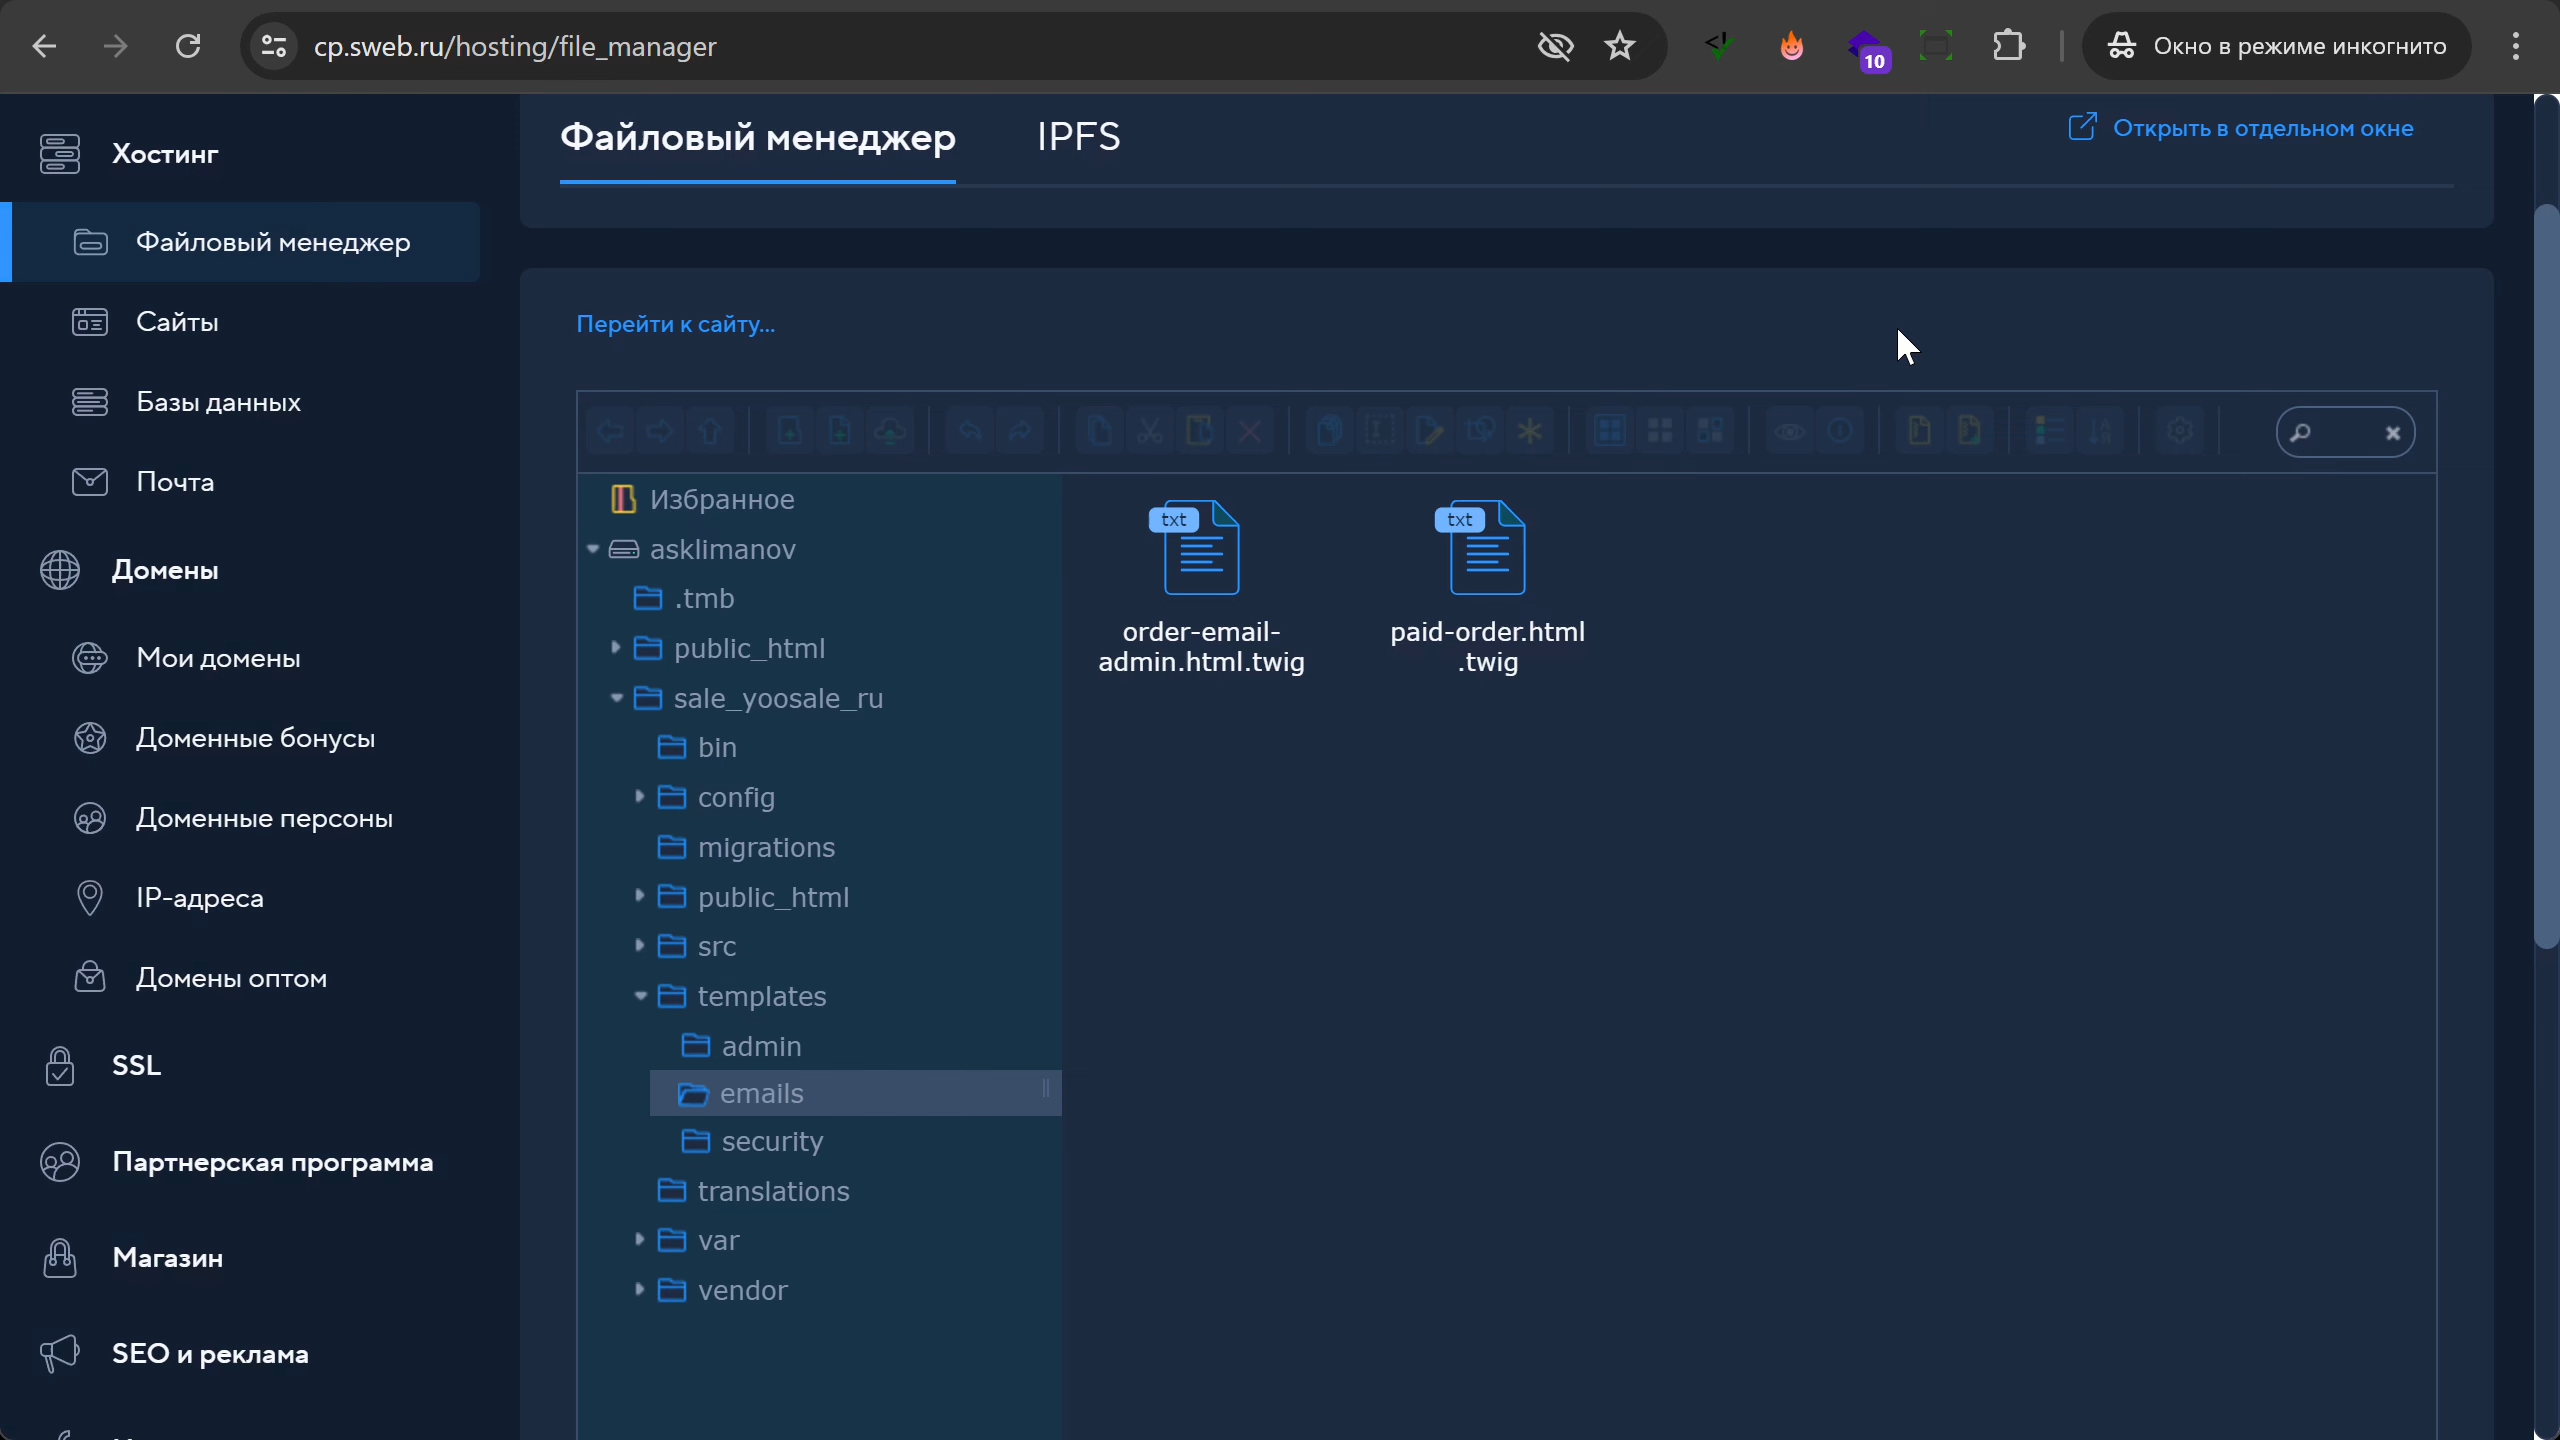 cp.sweb.ru/hosting/file_manager
10
Окно в режиме инкогнито
Хостинг
Файловый менеджер
Сайты
Базы данных
Почта
Домены
Мои домены
Доменные бонусы
Доменные персоны
IP-адреса
Домены оптом
SSL
Партнерская программа
Магазин
SEO и реклама
Файловый менеджер
IPFS
Открыть в отдельном окне
Перейти к сайту...
Избранное
asklimanov
.tmb
public_html
sale_yoosale_ru
bin
config
migrations
public_html
src
templates
admin
emails
security
translations
var
vendor
txt
order-email-
admin.html.twig
txt
paid-order.html
.twig